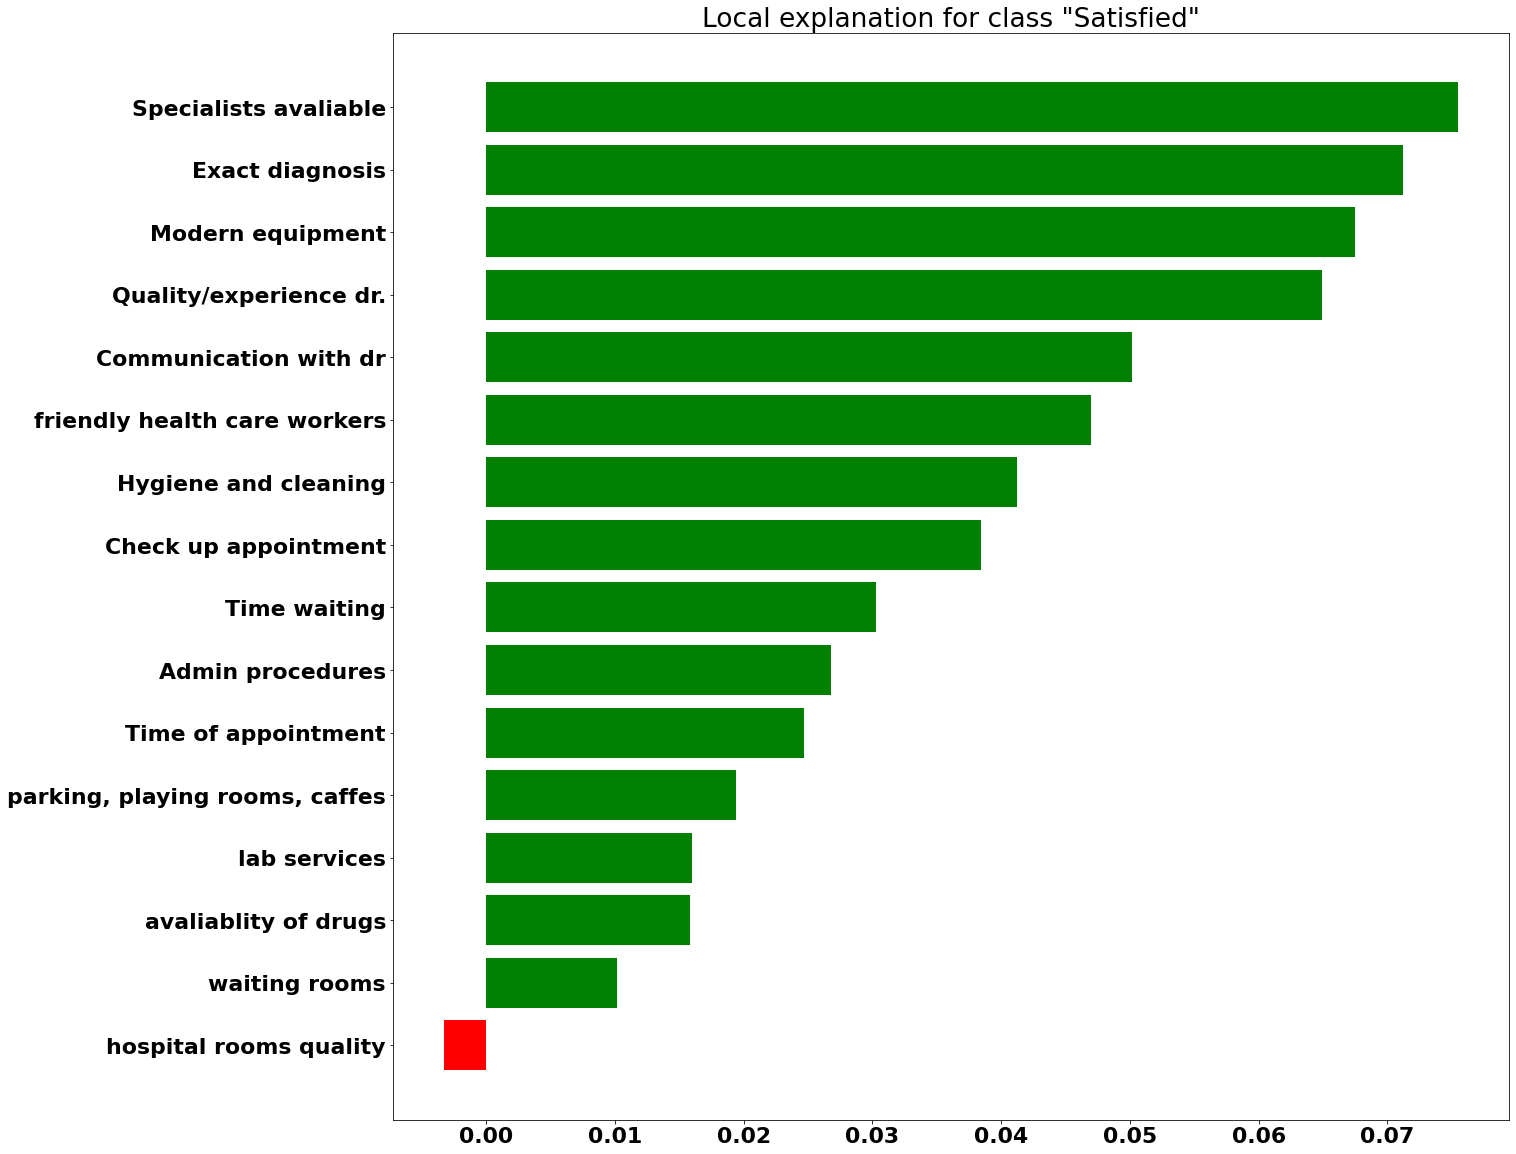 Local explanation for class "Satisfied"
Specialists avaliable
Exact diagnosis
Modern equipment
Quality/experience dr.
Communication with dr
friendly health care workers
Hygiene and cleaning
Check up appointment
Time waiting
Admin procedures
Time of appointment
parking, playing rooms, caffes
lab services
avaliablity of drugs
waiting rooms
hospital rooms quality
0.00 0.01 0.02 0.03 0.04 0.05 0.06 0.07